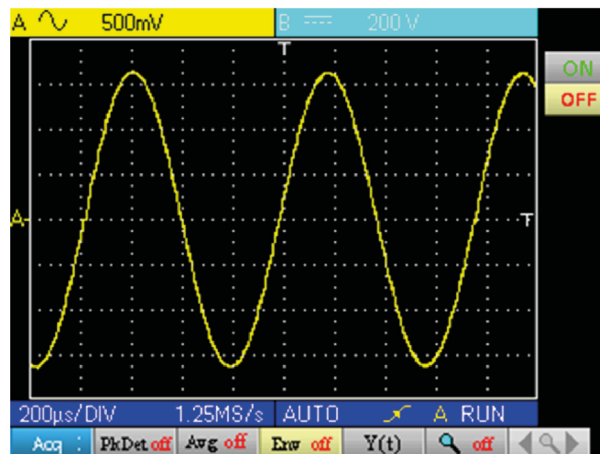 A 500mV B 200 V
T
ON
OFF
A T
200µs/DIV 1.25MS/s AUTO A RUN
Acq : PkDet off Avg off Env off Y(t) off